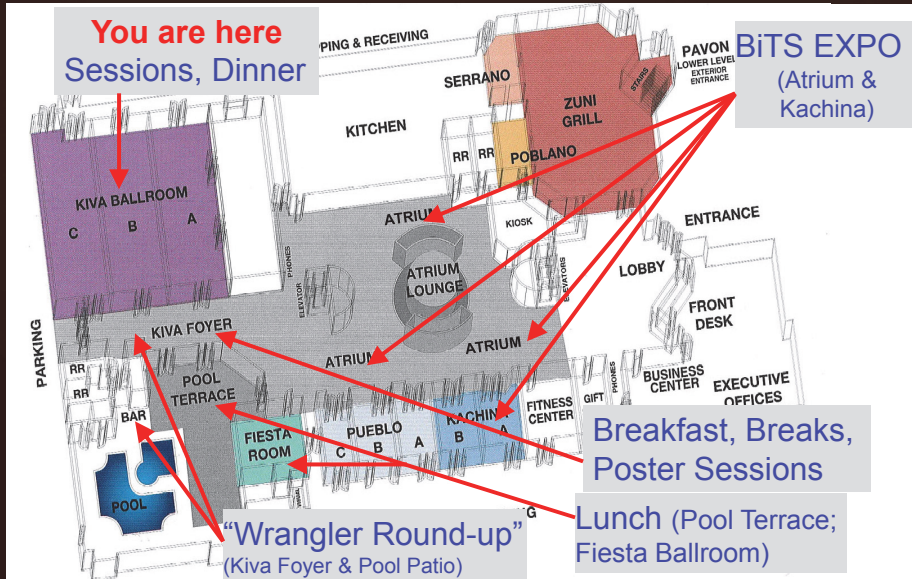 You are here
Sessions, Dinner
PPING & RECEIVING
SERRANO
PAVON
LOWER LEVEL
EXTERIOR
ENTRANCE
BiTS EXPO
(Atrium &
Kachina)
STAIRS
ZUNI
GRILL
KITCHEN
RR RR
POBLANO
KIVA BALLROOM
C B A
ATRIUM
KIOSK
ENTRANCE
PHONES
ELEVATOR
ATRIUM
LOUNGE
ELEVATORS
LOBBY
FRONT
DESK
PARKING
KIVA FOYER
ATRIUM
ATRIUM
RR
RR
POOL
TERRACE
PHONES
BUSINESS
CENTER
EXECUTIVE
OFFICES
BAR
FIESTA
ROOM
PUEBLO
C B A
KACHINA
B A
FITNESS
CENTER
GIFT
POOL
Breakfast, Breaks,
Poster Sessions
NG
"Wrangler Round-up"
(Kiva Foyer & Pool Patio)
Lunch (Pool Terrace;
Fiesta Ballroom)